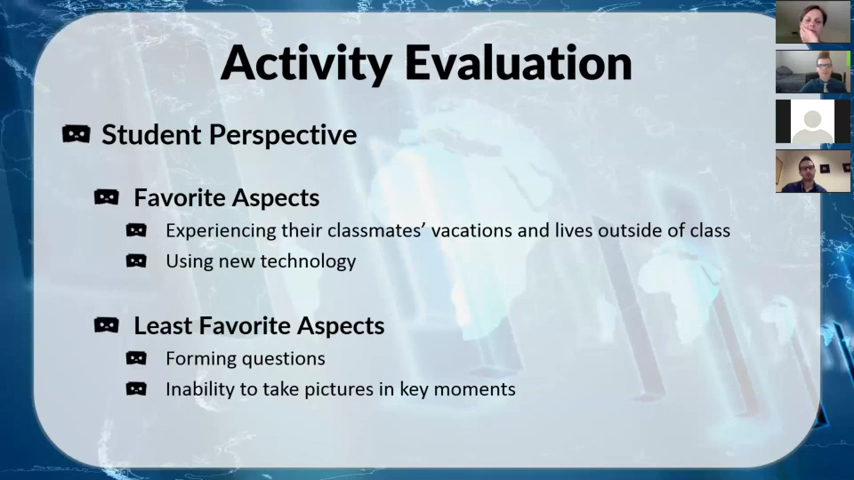 Activity Evaluation
Student Perspective
Favorite Aspects
Experiencing their classmates’ vacations and lives outside of class
Using new technology
Least Favorite Aspects
Forming questions
Inability to take pictures in key moments